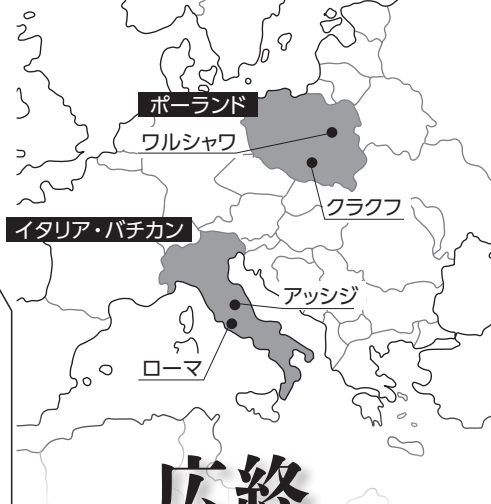 ポーランド
ワルシャワ
クラクフ
イタリア・バチカン
アッシジ
ローマ